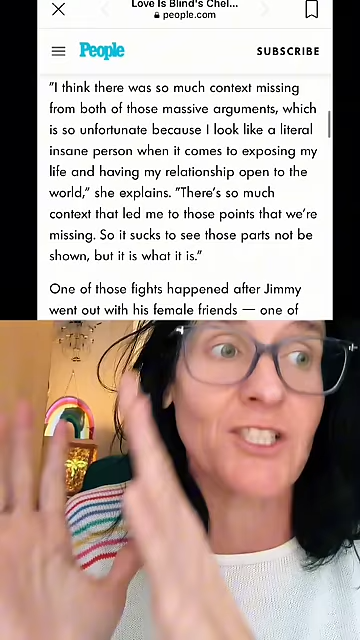 Love Is Blind's Chel...
people.com
People
SUBSCRIBE
"I think there was so much context missing
from both of those massive arguments, which
is so unfortunate because I look like a literal
insane person when it comes to exposing my
life and having my relationship open to the
world," she explains. "There's so much
context that led me to those points that we're
missing. So it sucks to see those parts not be
shown, but it is what it is."
One of those fights happened after Jimmy
went out with his female friends — one of